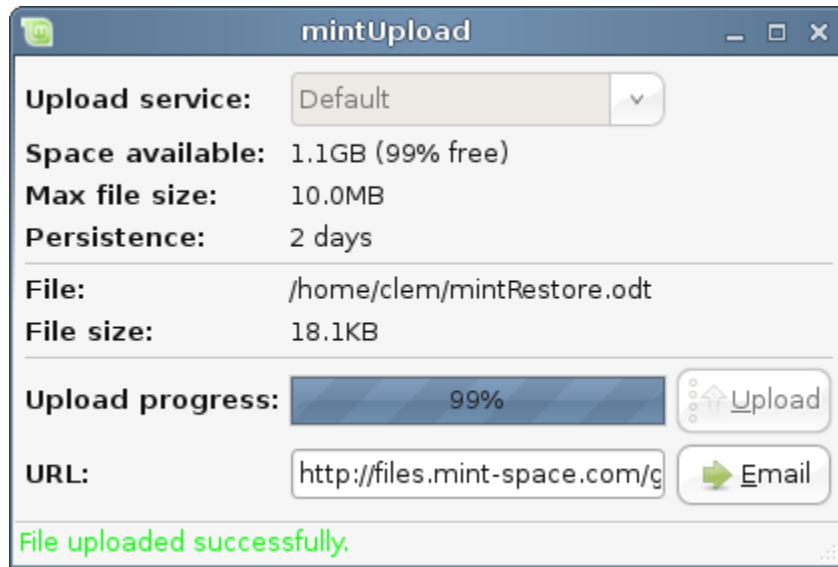 mintUpload
Upload service: Default
Space available: 1.1GB (99% free)
Max file size: 10.0MB
Persistence: 2 days
File: /home/clem/mintRestore.odt
File size: 18.1KB
Upload progress: 99% Upload
URL: http://files.mint-space.com/g Email
File uploaded successfully.